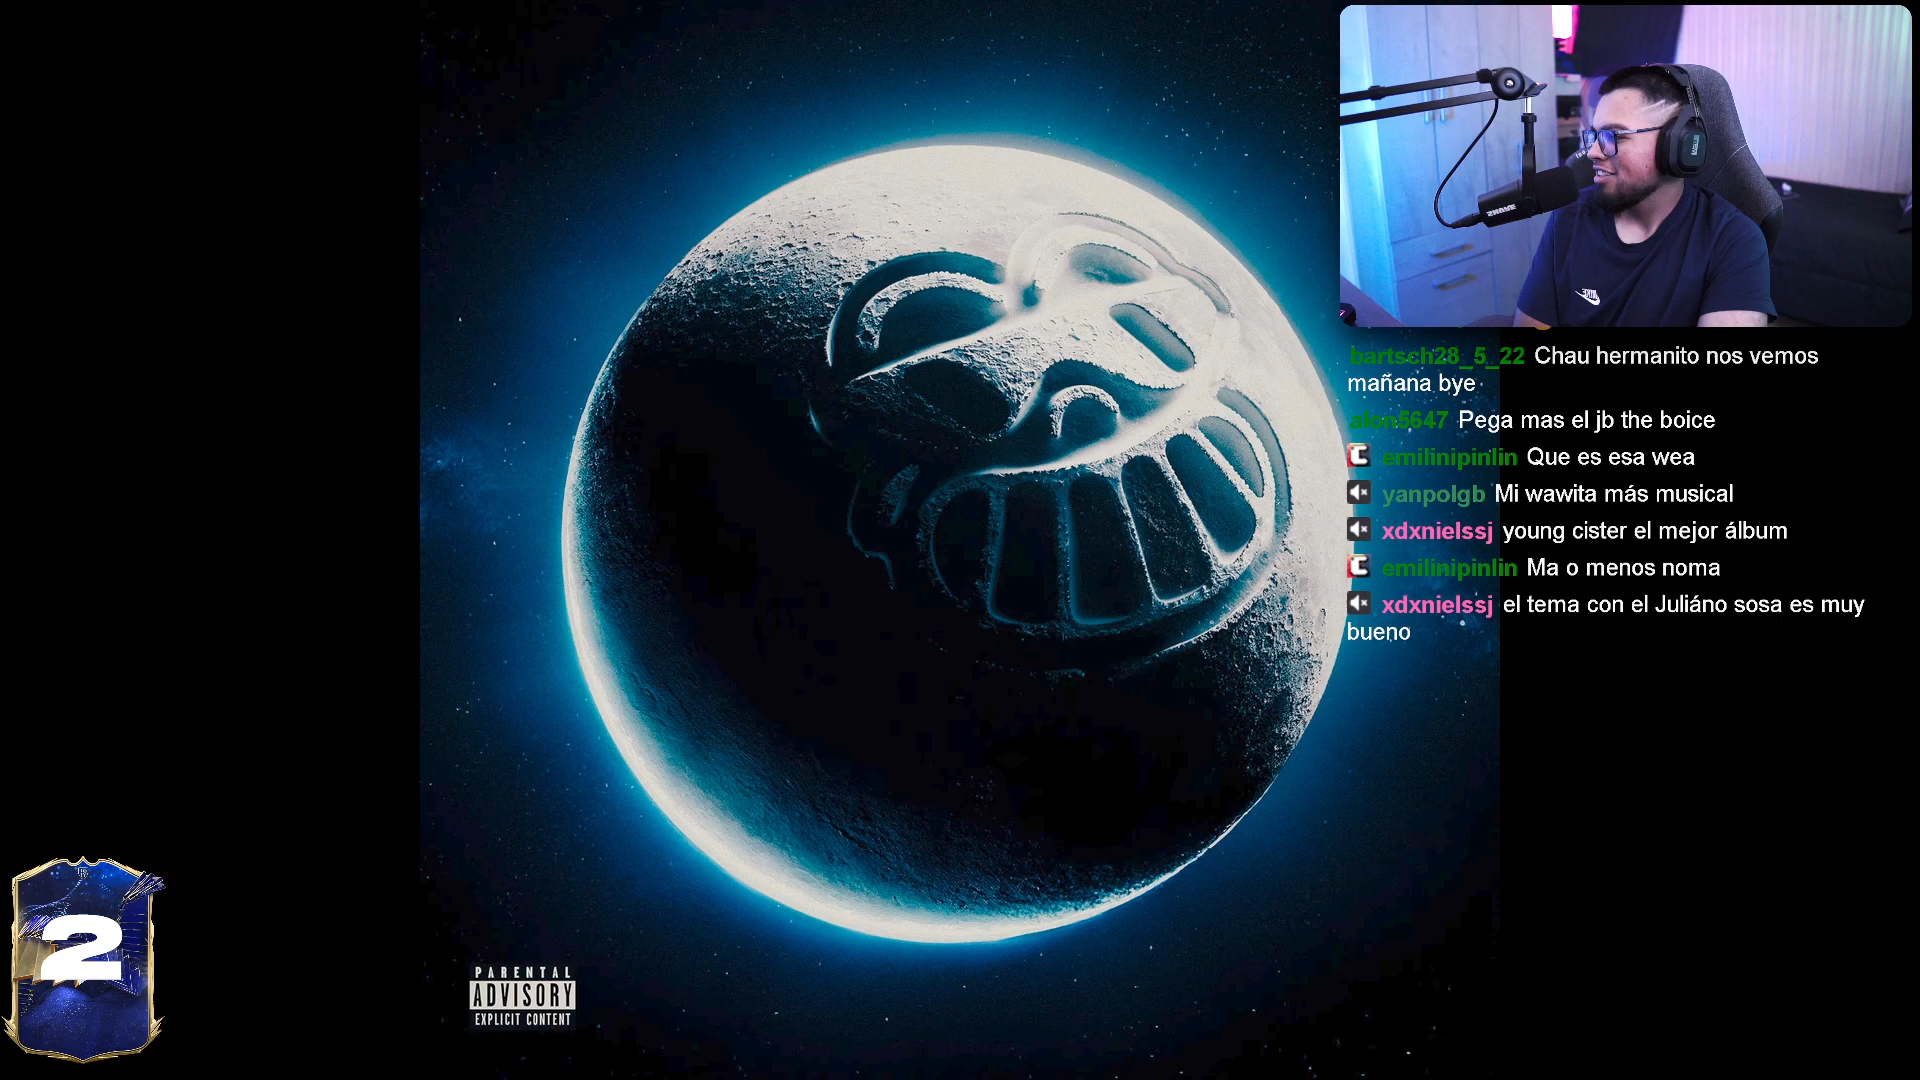 bartsch28_5_22 Chau hermanito nos vemos
mañana bye
alon5647 Pega mas el jb the boice
emilinipinlin Que es esa wea
yanpolgb Mi wawita más musical
xdxnielssj young cister el mejor álbum
emilinipinlin Ma o menos noma
xdxnielssj el tema con el Juliáno sosa es muy
bueno
2
PARENTAL
ADVISORY
EXPLICIT CONTENT